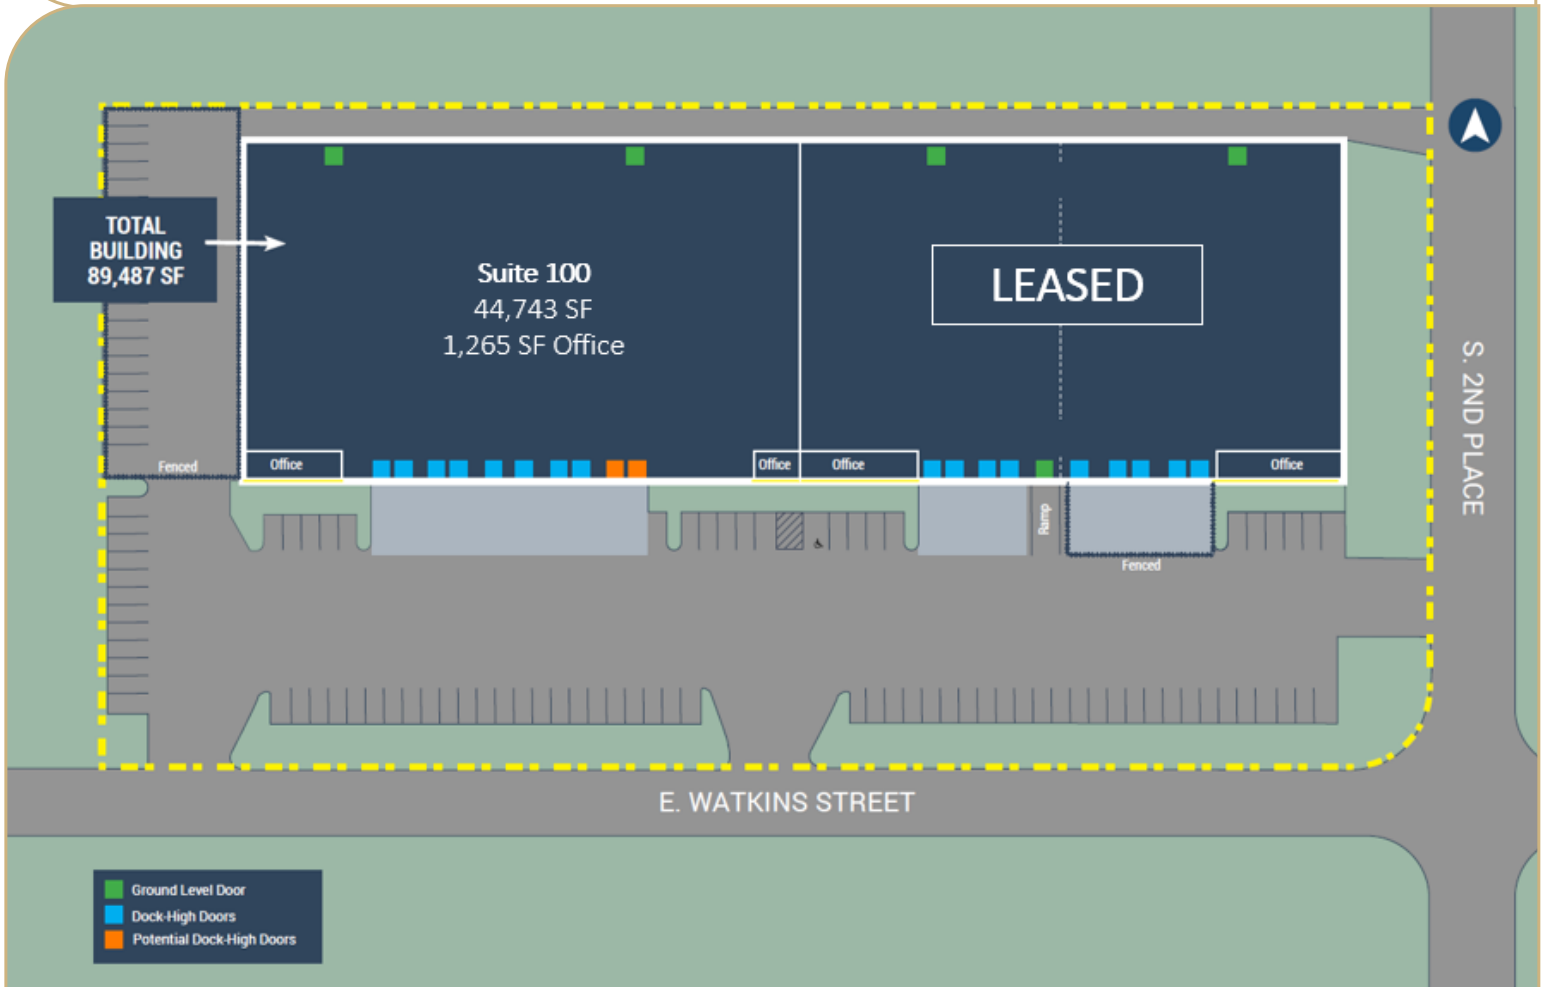 TOTAL
BUILDING
89,487 SF
Suite 100
44,743 SF
1,265 SF Office
LEASED
S. 2ND PLACE
Fenced
Office
Office
Office
Office
Ramp
Fenced
E. WATKINS STREET
Ground Level Door
Dock-High Doors
Potential Dock-High Doors